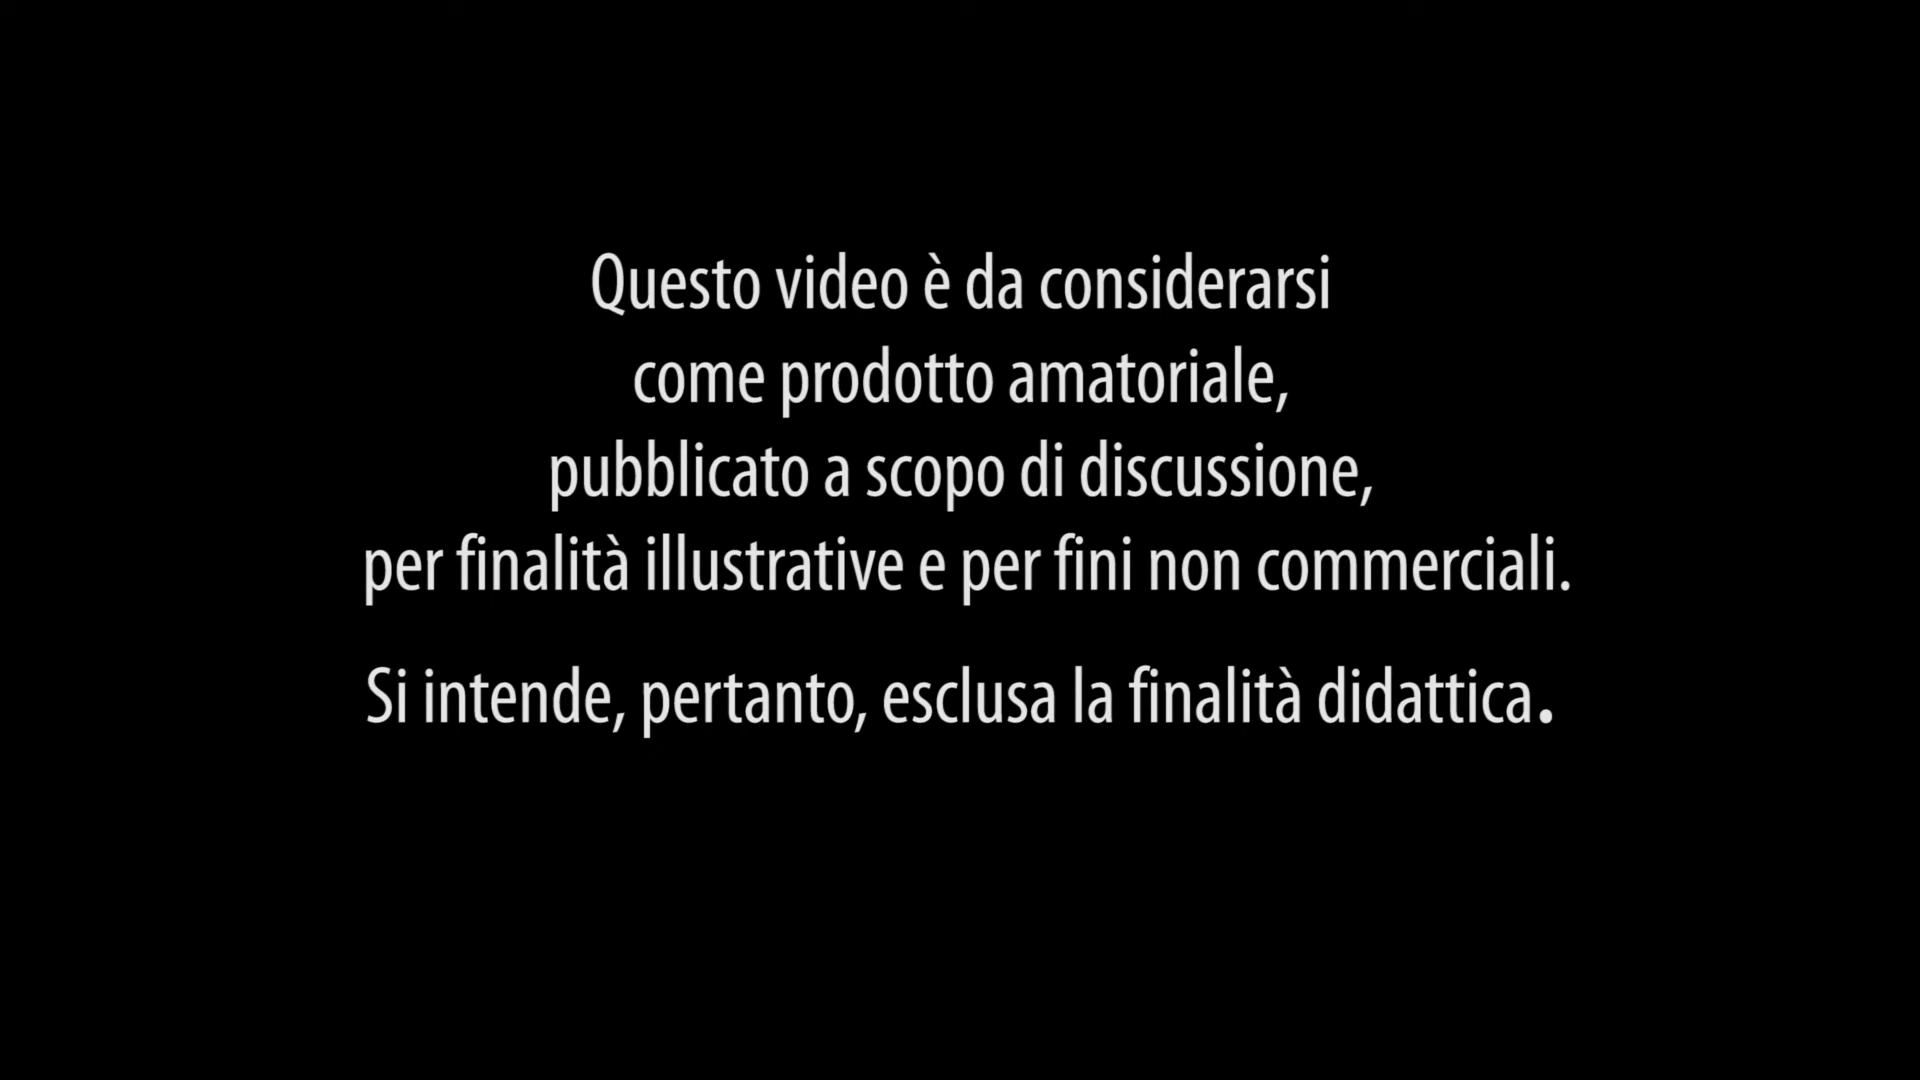 Questo video è da considerarsi
come prodotto amatoriale,
pubblicato a scopo di discussione,
per finalità illustrative e per fini non commerciali.
Si intende, pertanto, esclusa la finalità didattica.